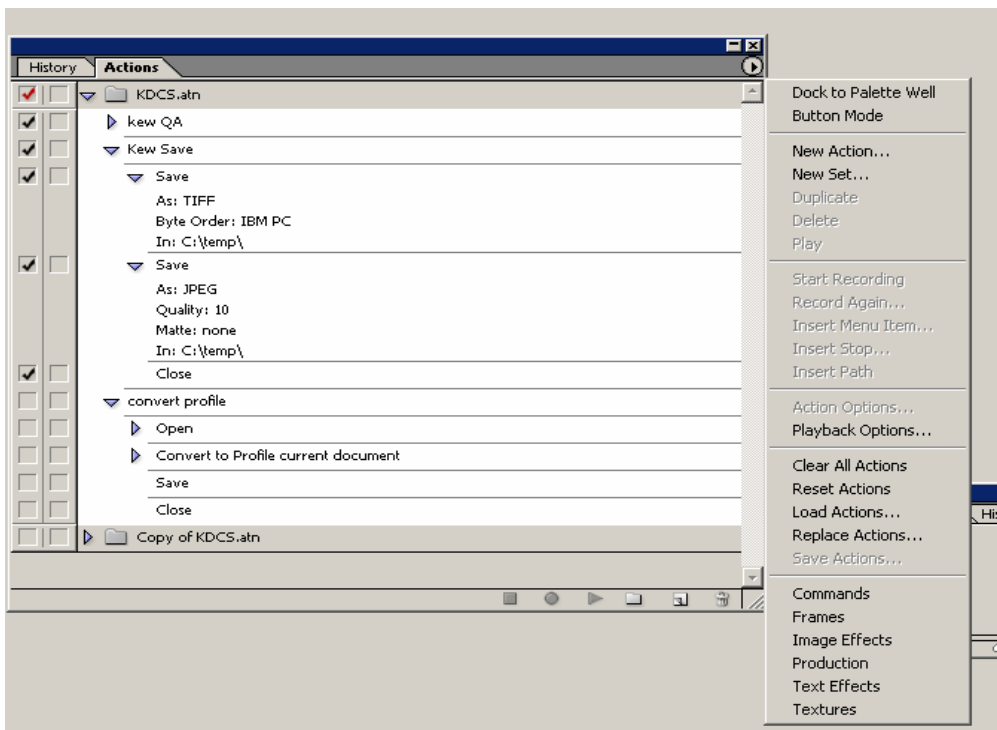 History
Actions
KDCS.atn
kew QA
Kew Save
Save
As: TIFF
Byte Order: IBM PC
In: C:\temp\
Save
As: JPEG
Quality: 10
Matte: none
In: C:\temp\
Close
convert profile
Open
Convert to Profile current document
Save
Close
Copy of KDCS.atn
Dock to Palette Well
Button Mode
New Action...
New Set...
Duplicate
Delete
Play
Start Recording
Record Again...
Insert Menu Item...
Insert Stop...
Insert Path
Action Options...
Playback Options...
Clear All Actions
Reset Actions
Load Actions...
Replace Actions...
Save Actions...
Commands
Frames
Image Effects
Production
Text Effects
Textures